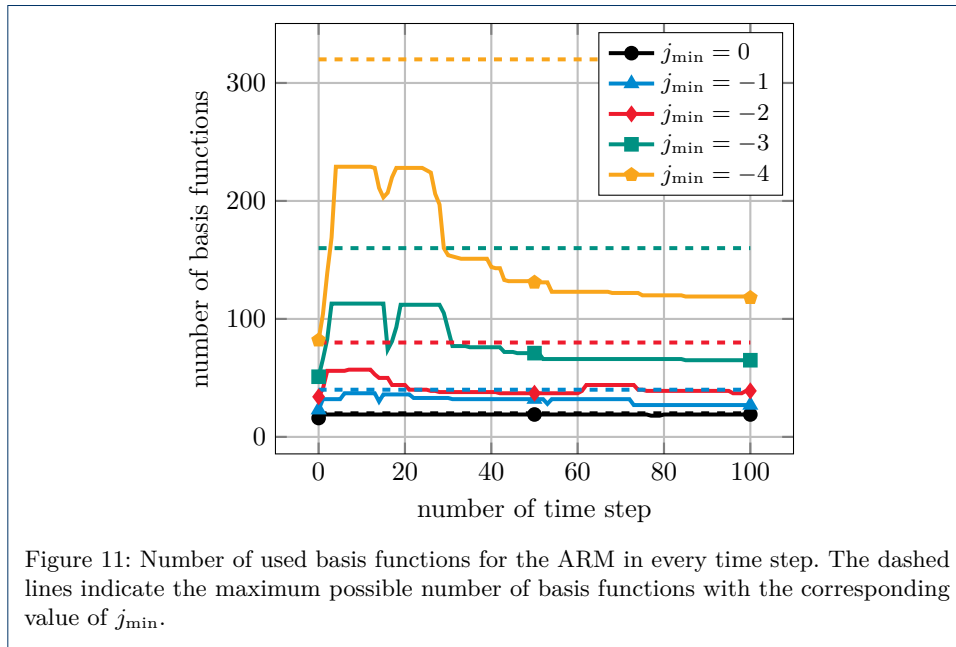 number of basis functions
300
200
100
0
0 20 40 60 80 100
number of time step
j_min = 0
j_min = −1
j_min = −2
j_min = −3
j_min = −4
Figure 11: Number of used basis functions for the ARM in every time step. The dashed
lines indicate the maximum possible number of basis functions with the corresponding
value of j_min.